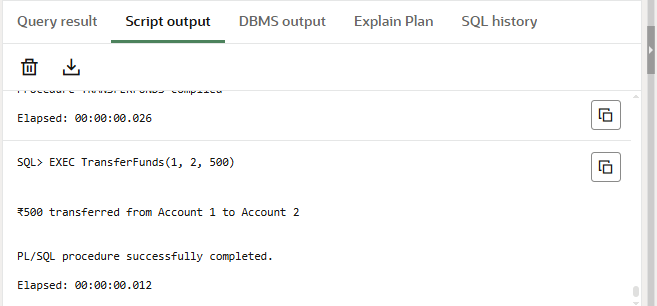 Query result Script output DBMS output Explain Plan SQL history
Procedure TRANSFERFUNDS compiled
Elapsed: 00:00:00.026
SQL> EXEC TransferFunds(1, 2, 500)
₹500 transferred from Account 1 to Account 2
PL/SQL procedure successfully completed.
Elapsed: 00:00:00.012